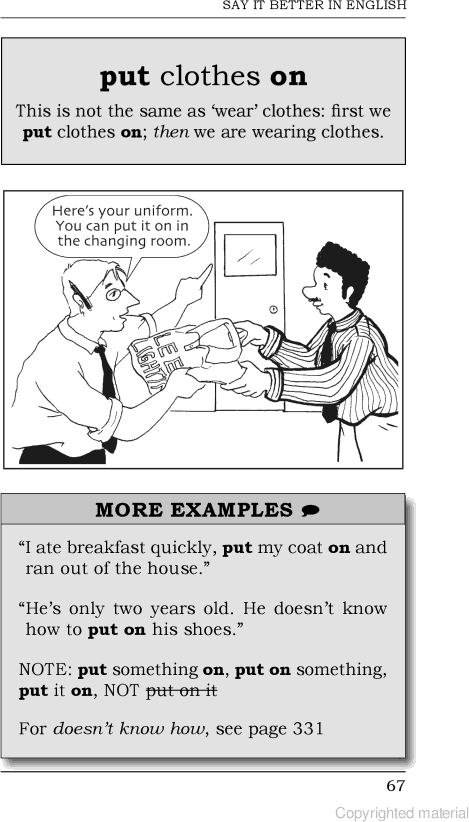 SAY IT BETTER IN ENGLISH
put clothes on
This is not the same as ‘wear’ clothes: first we
put clothes on; then we are wearing clothes.
Here’s your uniform.
You can put it on in
the changing room.
MORE EXAMPLES
“I ate breakfast quickly, put my coat on and
ran out of the house.”
“He’s only two years old. He doesn’t know
how to put on his shoes.”
NOTE: put something on, put on something,
put it on, NOT put on it
For doesn’t know how, see page 331
67
Copyrighted material